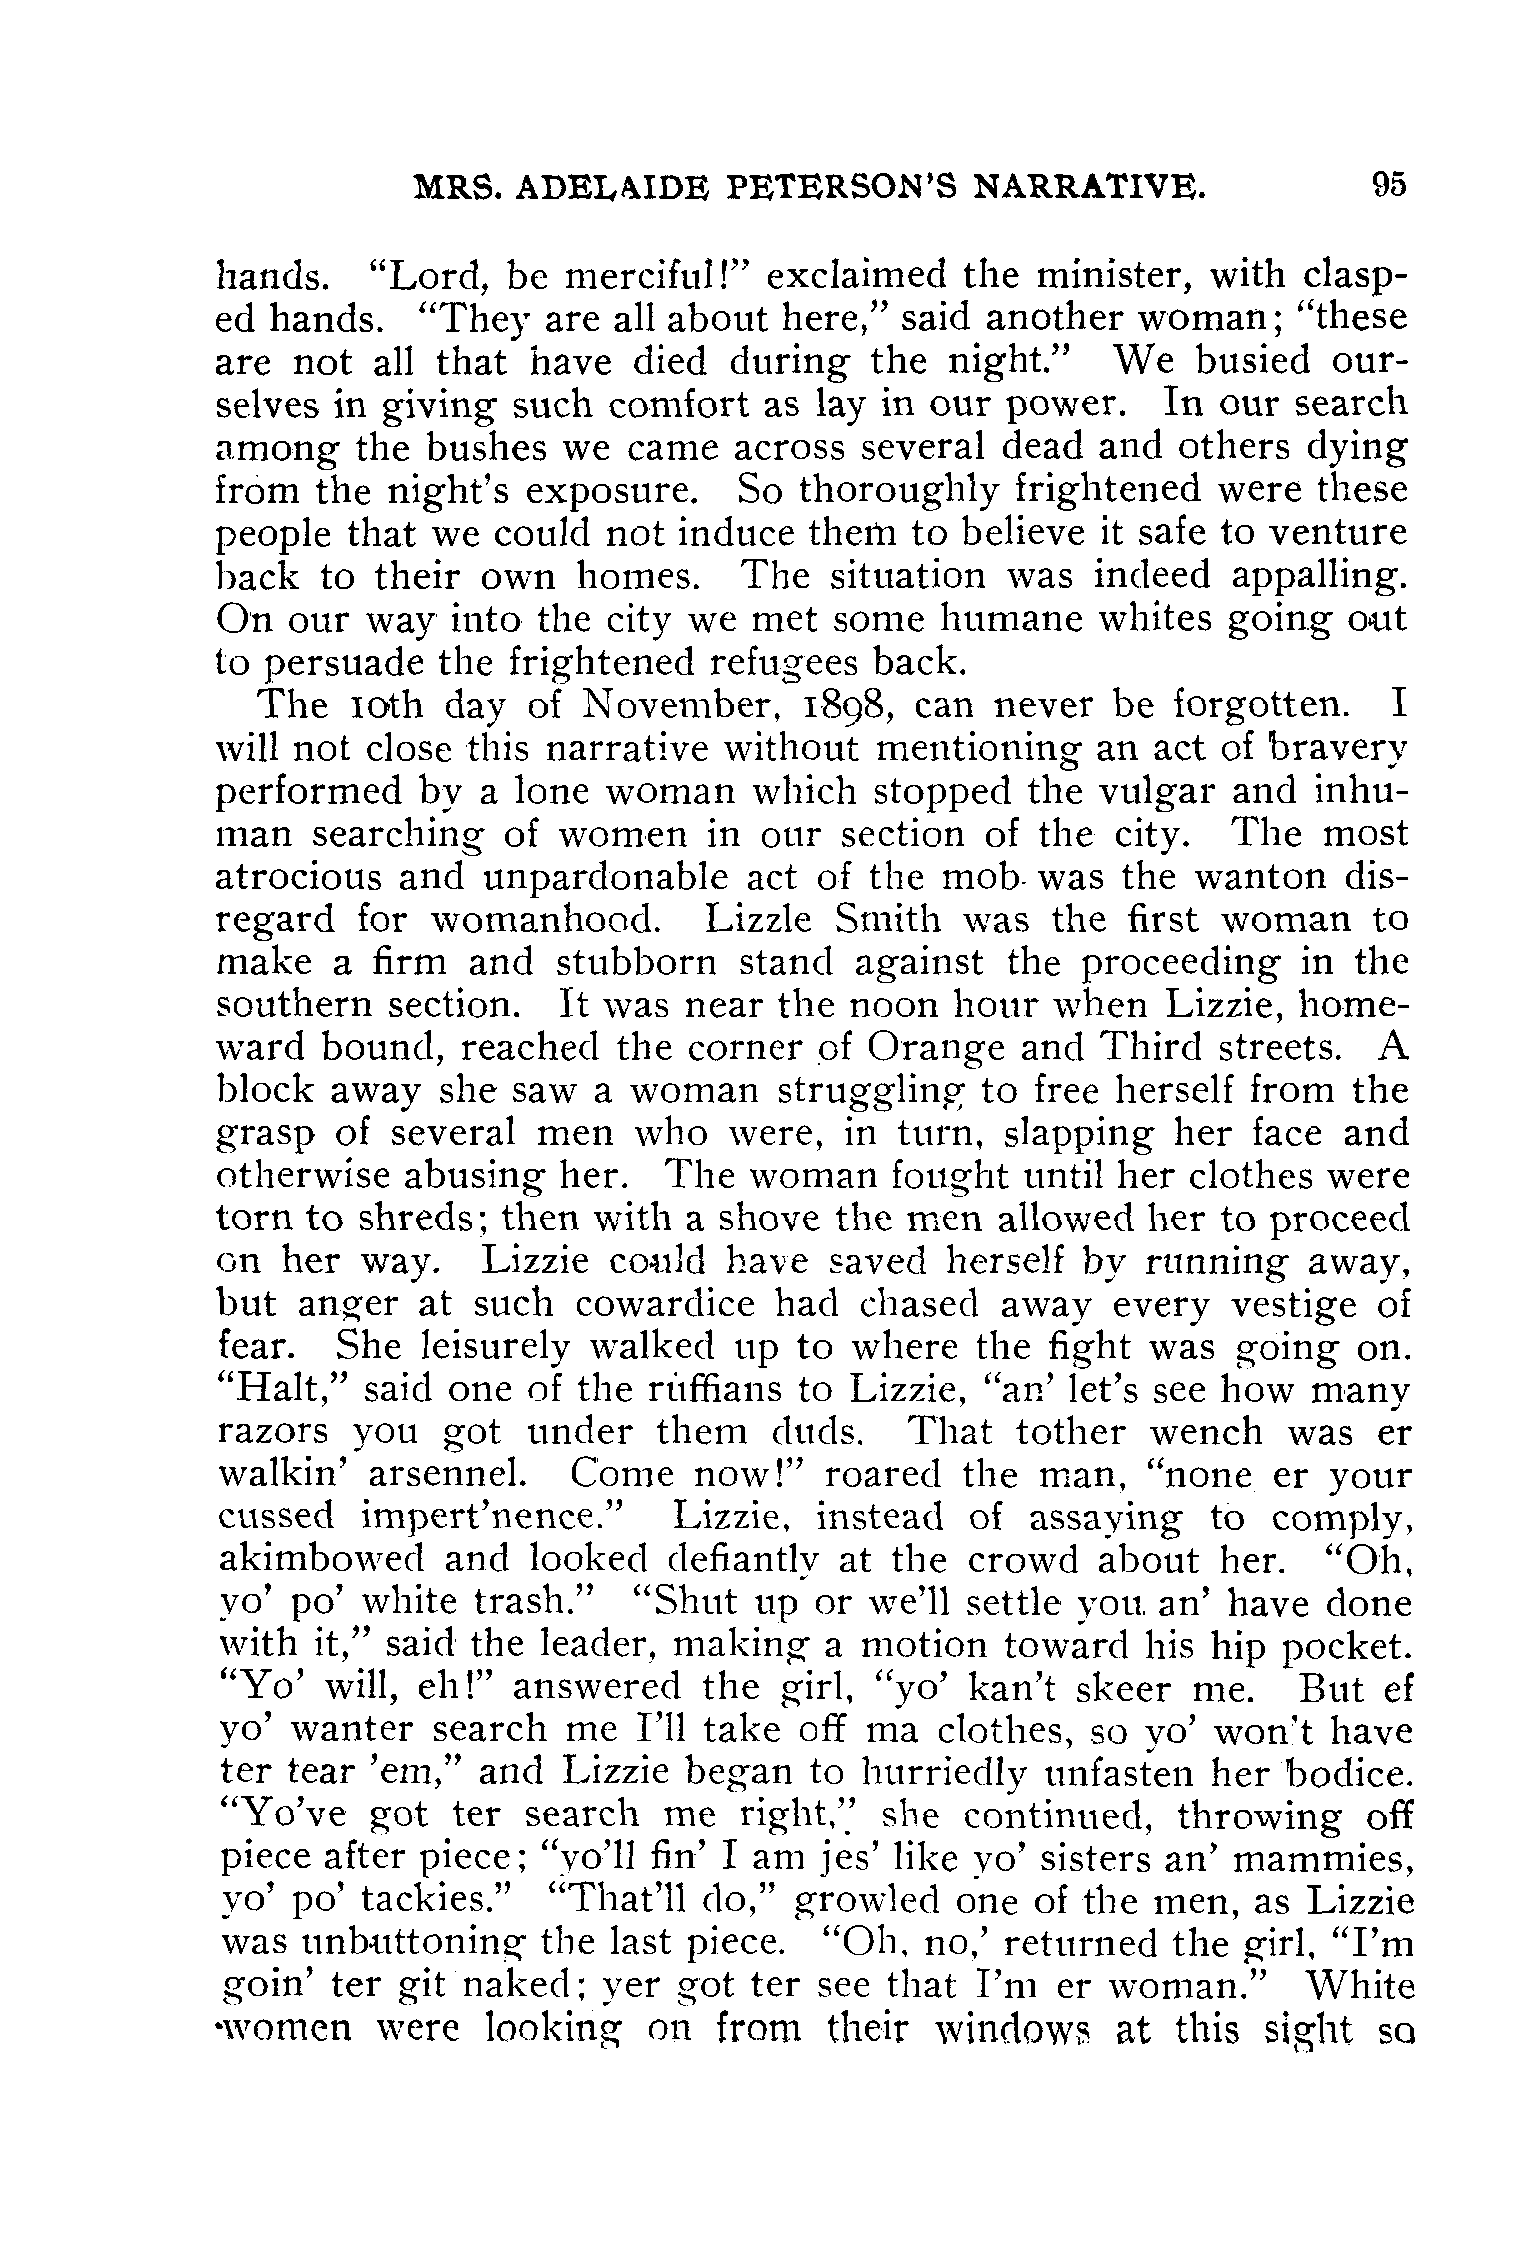 MRS. ADELAIDE PETERSON'S NARRATIVE. 95
hands. "Lord, be merciful!" exclaimed the minister, with clasp-
ed hands. "They are all about here," said another woman; "these
are not all that have died during the night." We busied our-
selves in giving such comfort as lay in our power. In our search
among the bushes we came across several dead and others dying
from the night's exposure. So thoroughly frightened were these
people that we could not induce them to believe it safe to venture
back to their own homes. The situation was indeed appalling.
On our way into the city we met some humane whites going out
to persuade the frightened refugees back.
The 10th day of November, 1898, can never be forgotten. I
will not close this narrative without mentioning an act of bravery
performed by a lone woman which stopped the vulgar and inhu-
man searching of women in our section of the city. The most
atrocious and unpardonable act of the mob was the wanton dis-
regard for womanhood. Lizzle Smith was the first woman to
make a firm and stubborn stand against the proceeding in the
southern section. It was near the noon hour when Lizzie, home-
ward bound, reached the corner of Orange and Third streets. A
block away she saw a woman struggling to free herself from the
grasp of several men who were, in turn, slapping her face and
otherwise abusing her. The woman fought until her clothes were
torn to shreds; then with a shove the men allowed her to proceed
on her way. Lizzie could have saved herself by running away,
but anger at such cowardice had chased away every vestige of
fear. She leisurely walked up to where the fight was going on.
"Halt," said one of the ruffians to Lizzie, "an' let's see how many
razors you got under them duds. That tother wench was er
walkin' arsennel. Come now!" roared the man, "none er your
cussed impert'nence." Lizzie, instead of assaying to comply,
akimbowed and looked defiantly at the crowd about her. "Oh,
yo' po' white trash." "Shut up or we'll settle you an' have done
with it," said the leader, making a motion toward his hip pocket.
"Yo' will, eh!" answered the girl, "yo' kan't skeer me. But ef
yo' wanter search me I'll take off ma clothes, so yo' won't have
ter tear 'em," and Lizzie began to hurriedly unfasten her bodice.
"Yo've got ter search me right," she continued, throwing off
piece after piece; "yo'll fin' I am jes' like yo' sisters an' mammies,
yo' po' tackies." "That'll do," growled one of the men, as Lizzie
was unbuttoning the last piece. "Oh, no,' returned the girl, "I'm
goin' ter git naked; yer got ter see that I'm er woman." White
women were looking on from their windows at this sight so